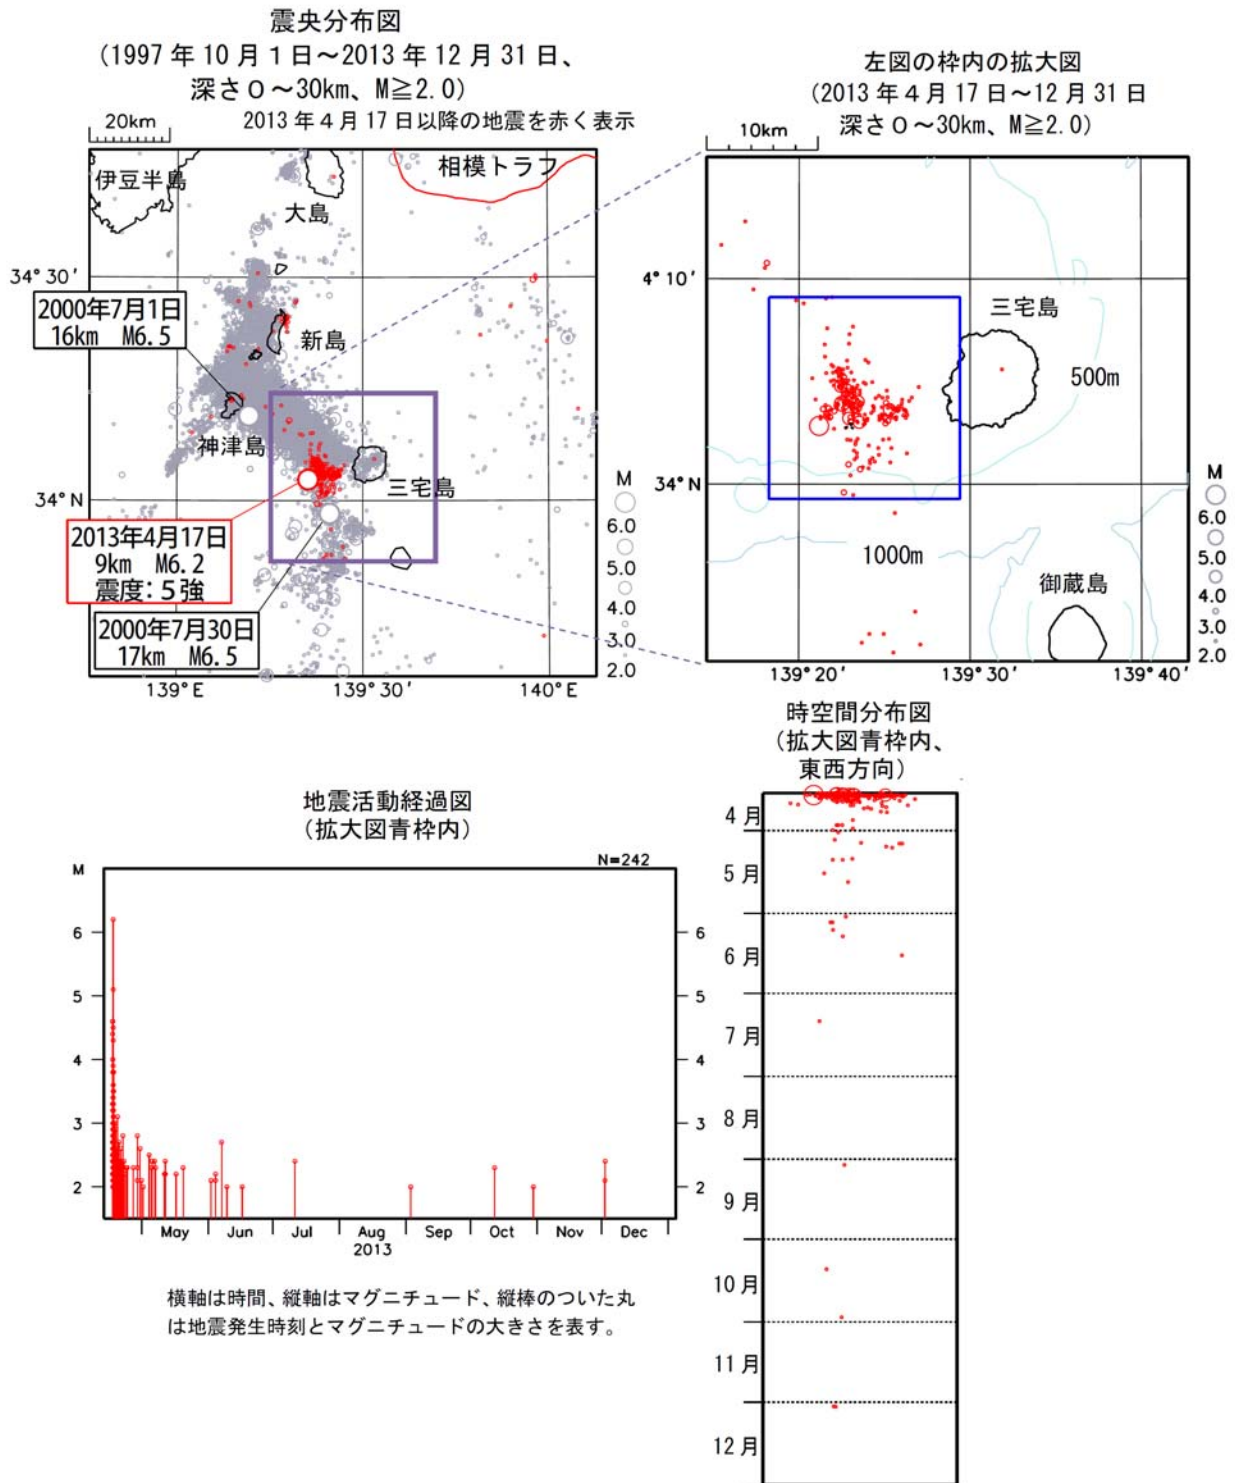 震央分布図
(1997年10月1日～2013年12月31日、
深さ0～30km、M≧2.0)
2013年4月17日以降の地震を赤く表示
20km
伊豆半島
大島
相模トラフ
34°30'
2000年7月1日
16km M6.5
新島
神津島
三宅島
34°N
2013年4月17日
9km M6.2
震度:5強
2000年7月30日
17km M6.5
139°E
139°30'
140°E
M
6.0
5.0
4.0
3.0
2.0
左図の枠内の拡大図
(2013年4月17日～12月31日
深さ0～30km、M≧2.0)
10km
4°10'
三宅島
500m
34°N
1000m
御蔵島
139°20'
139°30'
139°40'
M
6.0
5.0
4.0
3.0
2.0
地震活動経過図
(拡大図青枠内)
M
N=242
6
5
4
3
2
6
5
4
3
2
May
Jun
Jul
Aug
Sep
Oct
Nov
Dec
2013
横軸は時間、縦軸はマグニチュード、縦棒のついた丸
は地震発生時刻とマグニチュードの大きさを表す。
時空間分布図
(拡大図青枠内、
東西方向)
4月
5月
6月
7月
8月
9月
10月
11月
12月